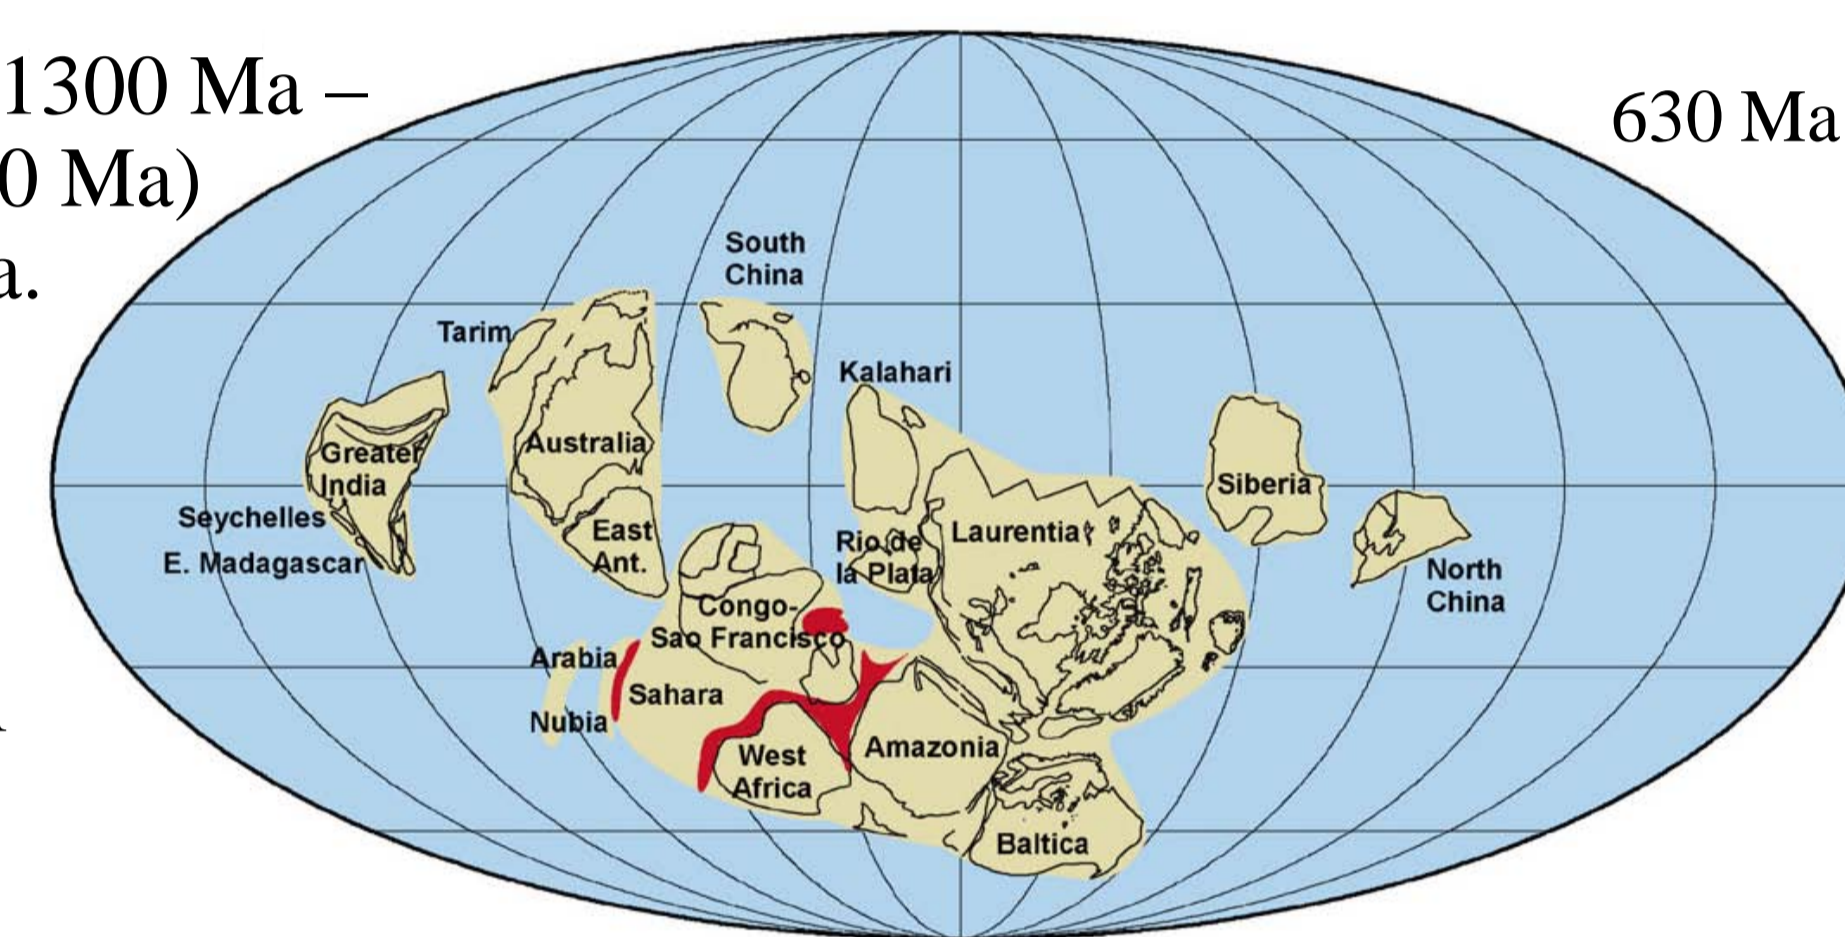 1300 Ma –
0 Ma)
a.
630 Ma
South
China
Tarim
Kalahari
Greater
India
Australia
Siberia
Seychelles
E. Madagascar
East
Ant.
Rio de
la Plata
Laurentia
North
China
Congo-
Sao Francisco
Arabia
Sahara
Nubia
West
Africa
Amazonia
Baltica